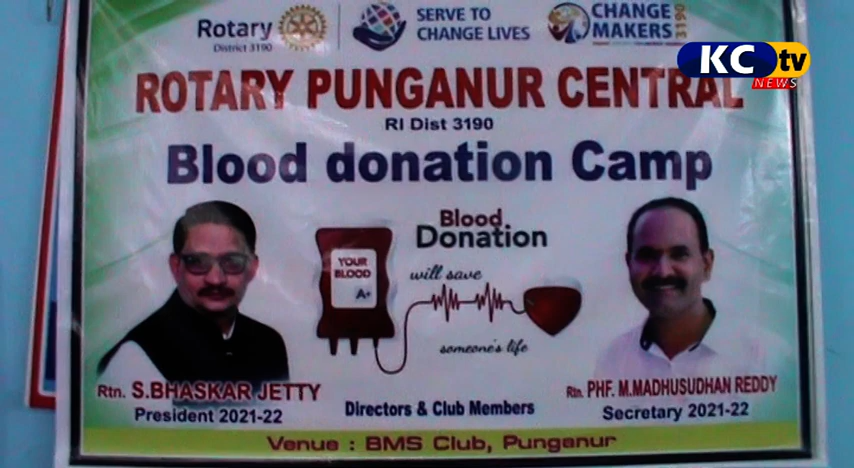 Rotary
District 3190
SERVE TO
CHANGE LIVES
CHANGE
MAKERS
3190
KC tv
NEWS
ROTARY PUNGANUR CENTRAL
RI Dist 3190
Blood donation Camp
Blood
Donation
YOUR
BLOOD
A+
will save
someone's life
Rtn. S.BHASKAR JETTY
President 2021-22
Directors & Club Members
Rtn. PHF. M.MADHUSUDHAN REDDY
Secretary 2021-22
Venue : BMS Club, Punganur